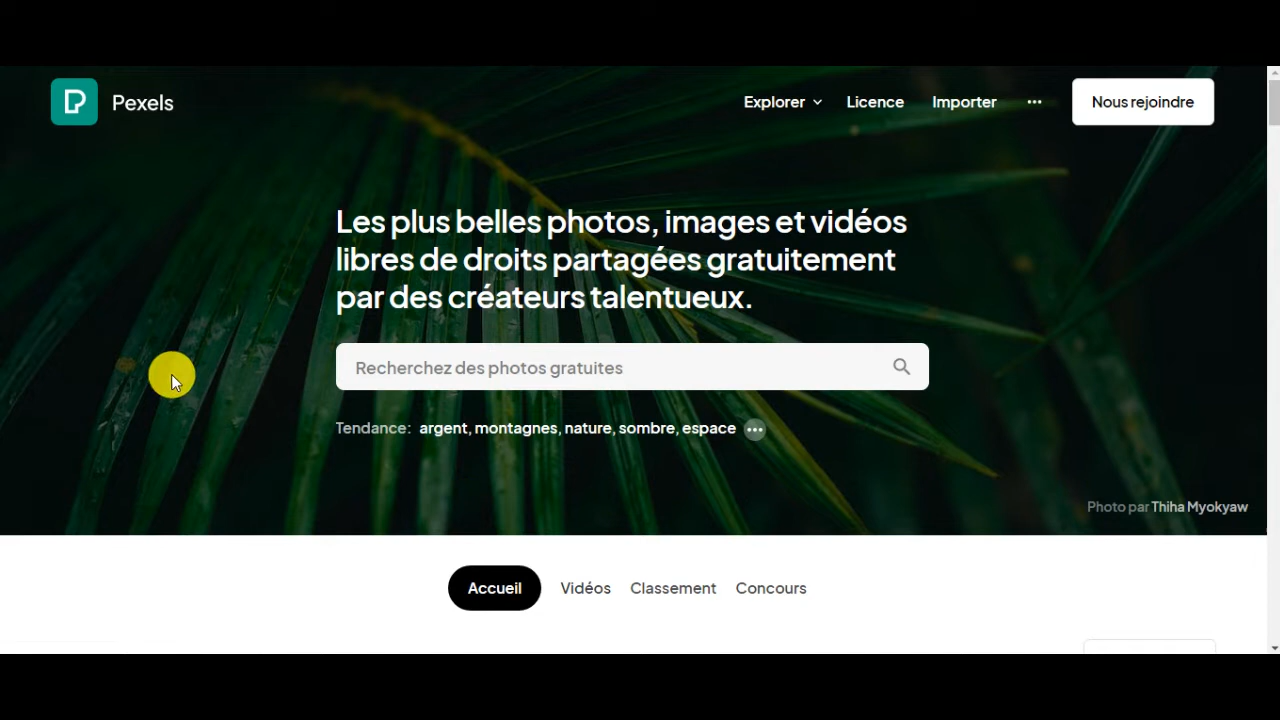 Pexels
Explorer
Licence
Importer
Nous rejoindre
Les plus belles photos, images et vidéos
libres de droits partagées gratuitement
par des créateurs talentueux.
Recherchez des photos gratuites
Tendance: argent, montagnes, nature, sombre, espace
Photo par Thiha Myokyaw
Accueil
Vidéos
Classement
Concours